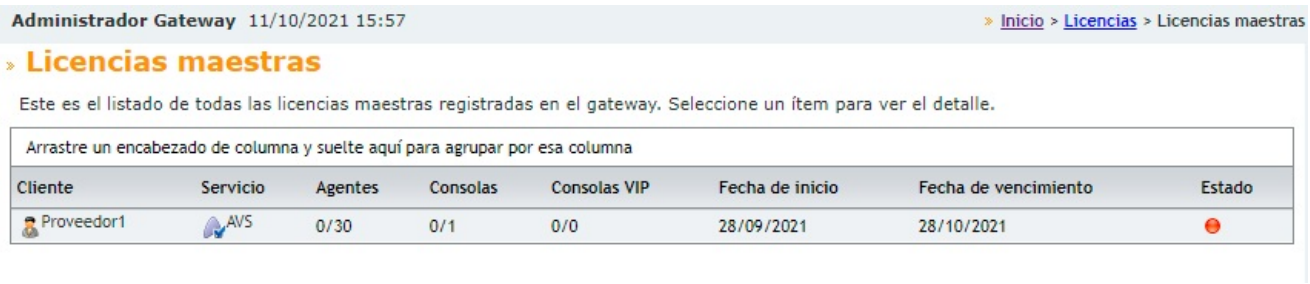 Administrador Gateway 11/10/2021 15:57 » Inicio > Licencias > Licencias maestras
» Licencias maestras
Este es el listado de todas las licencias maestras registradas en el gateway. Seleccione un ítem para ver el detalle.
Arrastre un encabezado de columna y suelte aquí para agrupar por esa columna
Cliente Servicio Agentes Consolas Consolas VIP Fecha de inicio Fecha de vencimiento Estado
Proveedor1 AVS 0/30 0/1 0/0 28/09/2021 28/10/2021